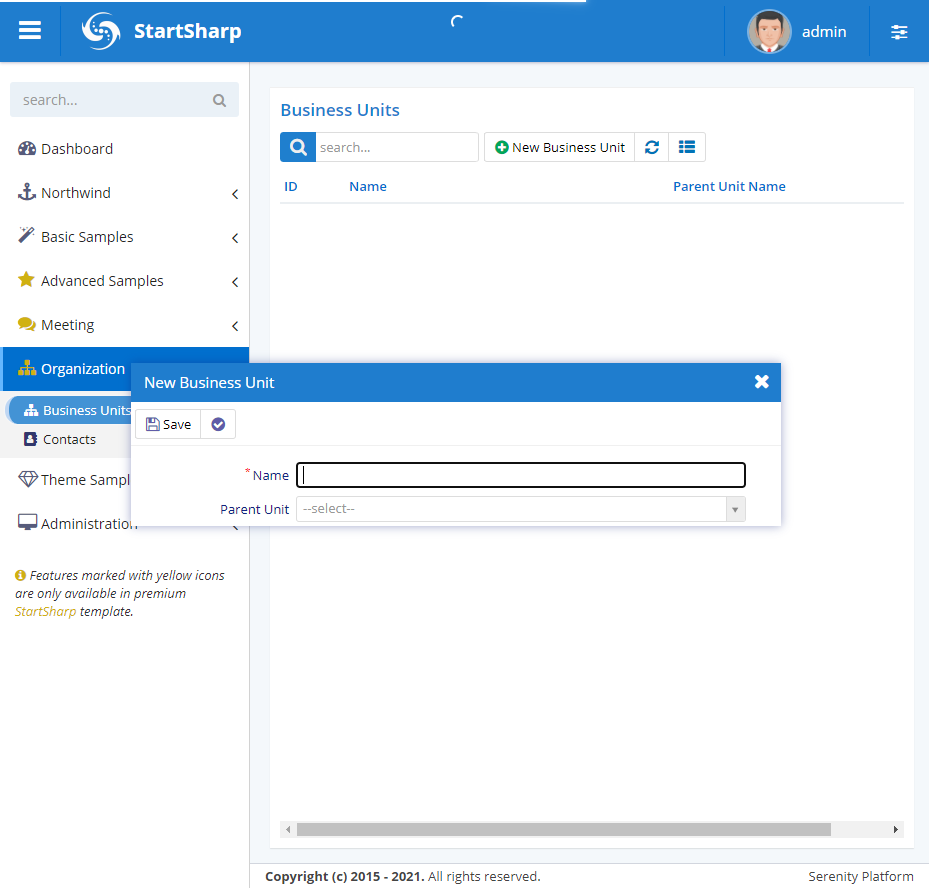 StartSharp
admin
search...
Dashboard
Northwind
Basic Samples
Advanced Samples
Meeting
Organization
Business Units
Contacts
Theme Sampl
Administration
Features marked with yellow icons
are only available in premium
StartSharp template.
Business Units
search...
New Business Unit
ID Name Parent Unit Name
New Business Unit
Save
* Name
Parent Unit --select--
Copyright (c) 2015 - 2021. All rights reserved.
Serenity Platform